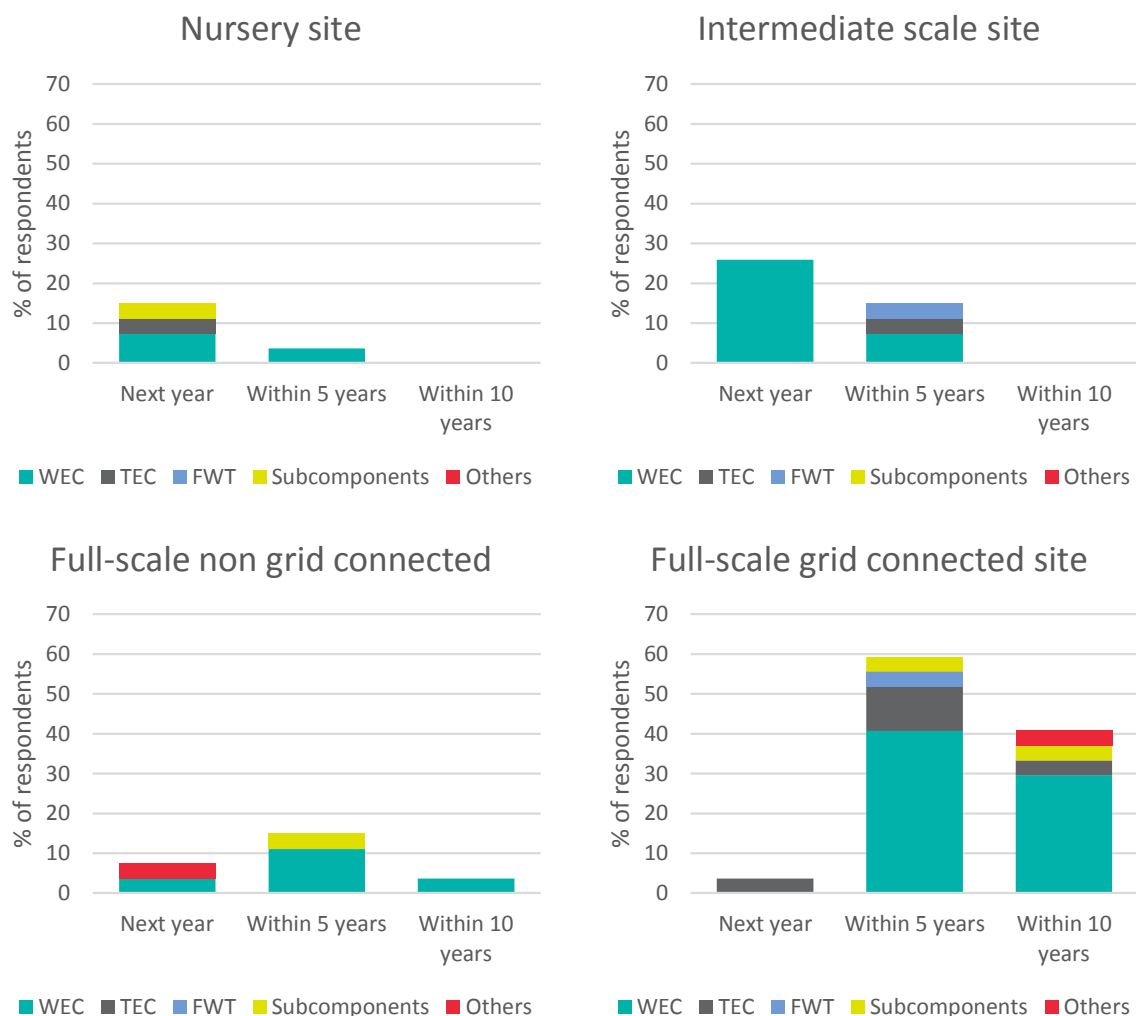 Nursery site
% of respondents
70
60
50
40
30
20
10
0
Next year
Within 5 years
Within 10
years
WEC TEC FWT Subcomponents Others
Intermediate scale site
% of respondents
70
60
50
40
30
20
10
0
Next year
Within 5 years
Within 10
years
WEC TEC FWT Subcomponents Others
Full-scale non grid connected
% of respondents
70
60
50
40
30
20
10
0
Next year
Within 5 years
Within 10
years
WEC TEC FWT Subcomponents Others
Full-scale grid connected site
% of respondents
70
60
50
40
30
20
10
0
Next year
Within 5 years
Within 10
years
WEC TEC FWT Subcomponents Others